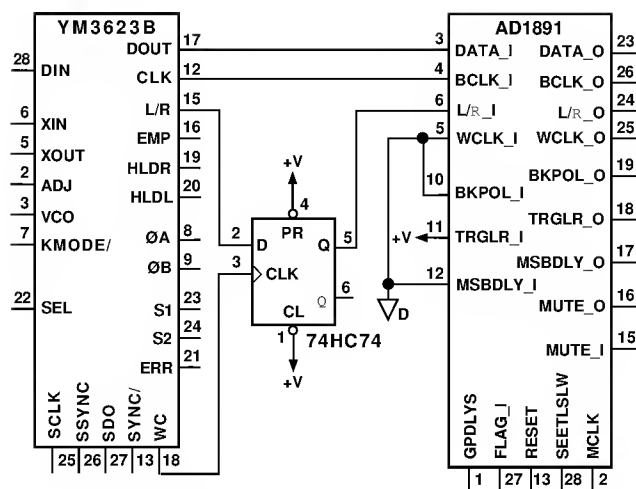 YM3623B
28 DIN
6 XIN
5 XOUT
2 ADJ
3 VCO
7 KMODE/
22 SEL
DOUT 17
CLK 12
L/R 15
EMP 16
HLDR 19
HLDL 20
ØA 8
ØB 9
S1 23
S2 24
ERR 21
SCLK SSYNC SDO SYNC/ WC
25 26 27 13 18
+V
4
PR
2 D Q 5
3 CLK
Q 6
CL
1
74HC74
+V
AD1891
3 DATA_I
4 BCLK_I
6 L/R_I
5 WCLK_I
10 BKPOL_I
+V 11 TRGLR_I
12 MSBDLY_I
D
DATA_O 23
BCLK_O 26
L/R_O 24
WCLK_O 25
BKPOL_O 19
TRGLR_O 18
MSBDLY_O 17
MUTE_O 16
MUTE_I 15
GPDLYS FLAG_I RESET SEETLSLW MCLK
1 27 13 28 2